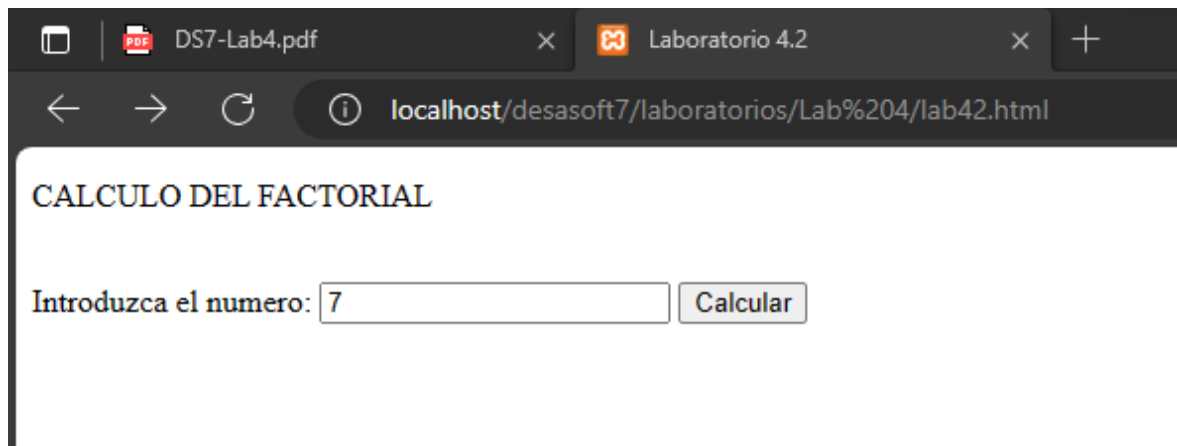 DS7-Lab4.pdf
Laboratorio 4.2
localhost/desasoft7/laboratorios/Lab%204/lab42.html
CALCULO DEL FACTORIAL
Introduzca el numero: 7 Calcular